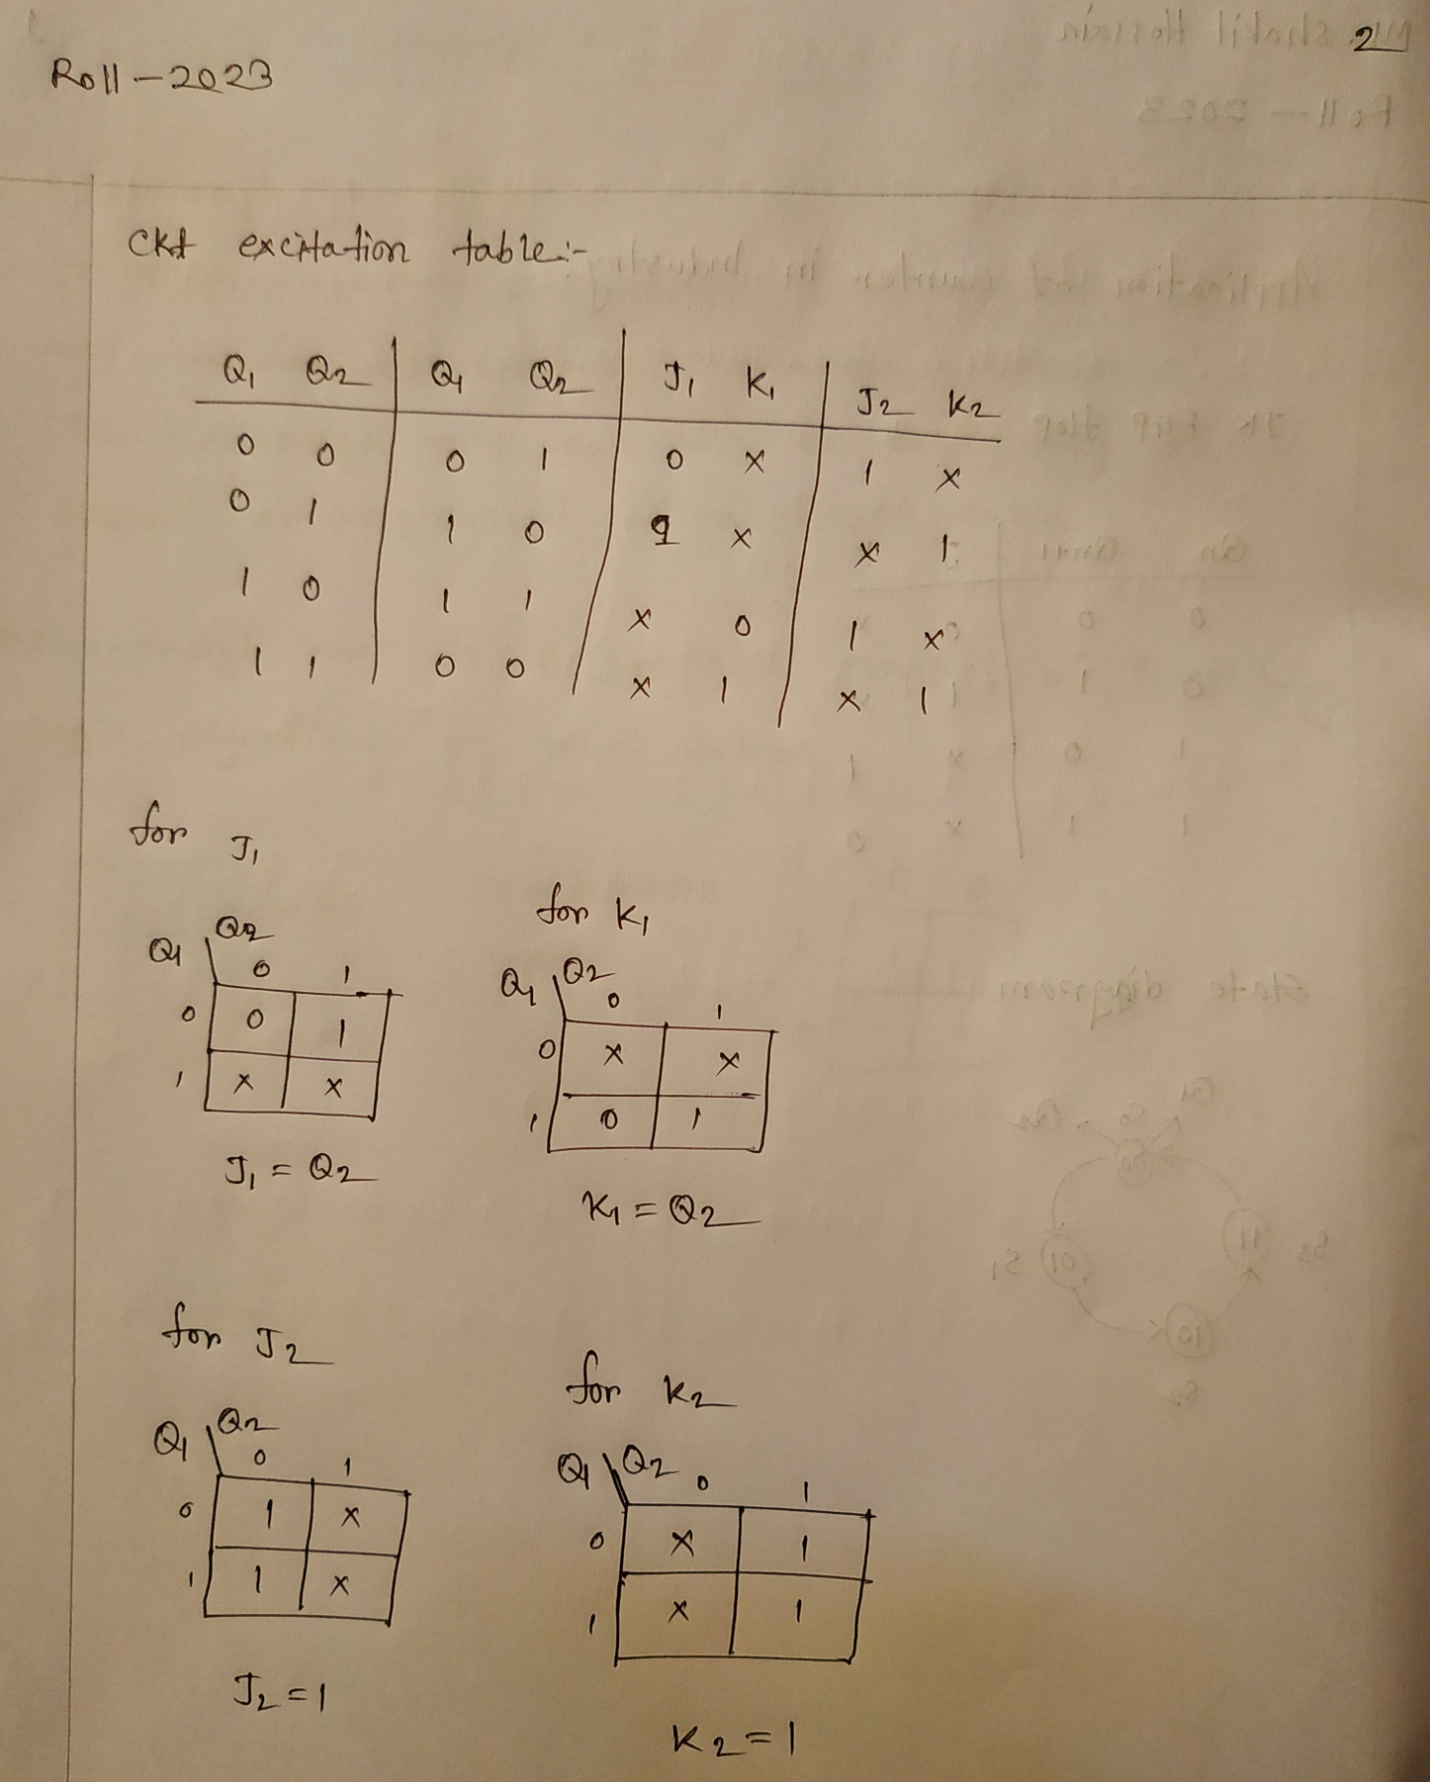 2
Roll - 2023
Ckt excitation table:-
Q1 Q2 Q1 Q2 J1 K1 J2 K2
0 0 0 1 0 x 1 x
0 1 1 0 1 x x 1
1 0 1 1 x 0 1 x
1 1 0 0 x 1 x 1
for J1
Q1 Q2
0 1
0 0 1
1 x x
J1 = Q2
for K1
Q1 Q2
0 1
0 x x
1 0 1
K1 = Q2
for J2
Q1 Q2
0 1
0 1 x
1 1 x
J2 = 1
for K2
Q1 Q2
0 1
0 x 1
1 x 1
K2 = 1